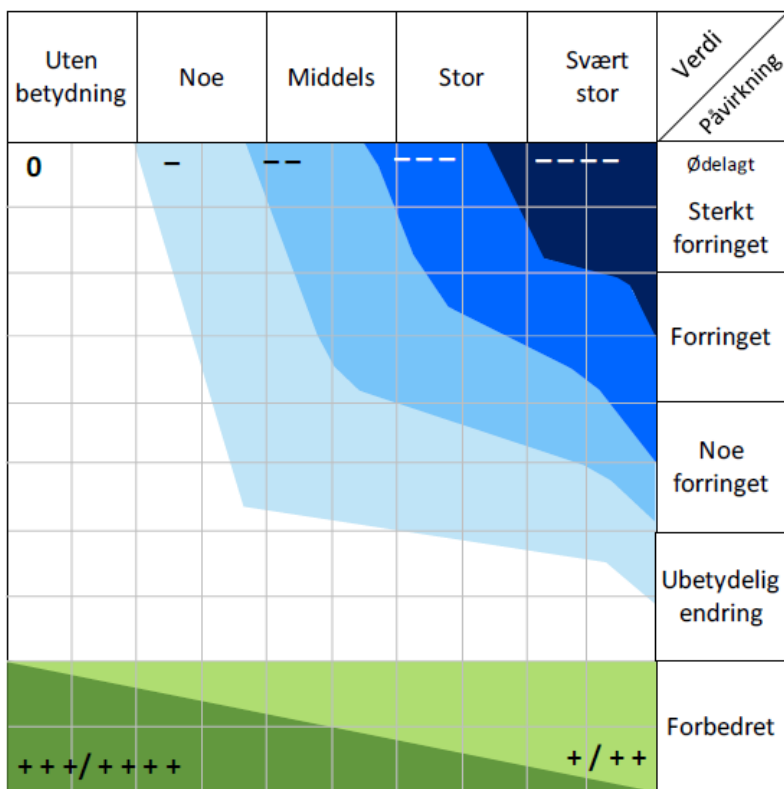 Uten
betydning
Noe
Middels
Stor
Svært
stor
Verdi
Påvirkning
0
–
– –
– – –
– – – –
Ødelagt
Sterkt
forringet
Forringet
Noe
forringet
Ubetydelig
endring
Forbedret
+ + +/+ + + +
+ / + +